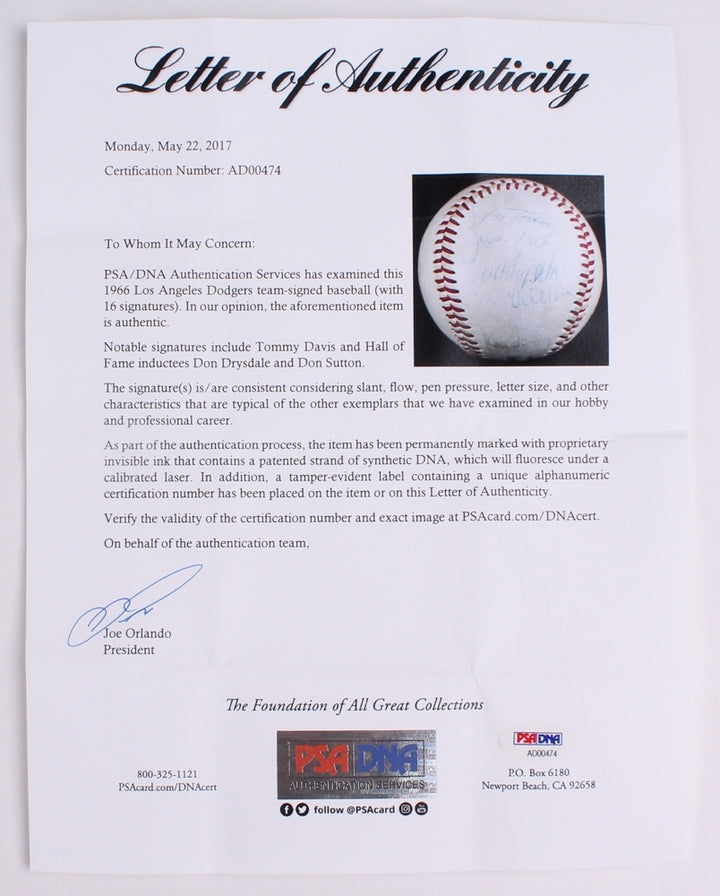 Letter of Authenticity
Monday, May 22, 2017
Certification Number: AD00474
To Whom It May Concern:
PSA/DNA Authentication Services has examined this
1966 Los Angeles Dodgers team-signed baseball (with
16 signatures). In our opinion, the aforementioned item
is authentic.
Notable signatures include Tommy Davis and Hall of
Fame inductees Don Drysdale and Don Sutton.
The signature(s) is/are consistent considering slant, flow, pen pressure, letter size, and other
characteristics that are typical of the other exemplars that we have examined in our hobby
and professional career.
As part of the authentication process, the item has been permanently marked with proprietary
invisible ink that contains a patented strand of synthetic DNA, which will fluoresce under a
calibrated laser. In addition, a tamper-evident label containing a unique alphanumeric
certification number has been placed on the item or on this Letter of Authenticity.
Verify the validity of the certification number and exact image at PSAcard.com/DNAcert.
On behalf of the authentication team,
Joe Orlando
President
The Foundation of All Great Collections
800-325-1121
PSAcard.com/DNAcert
PSA DNA
AUTHENTICATION SERVICES
follow @PSAcard
PSA DNA
AD00474
P.O. Box 6180
Newport Beach, CA 92658